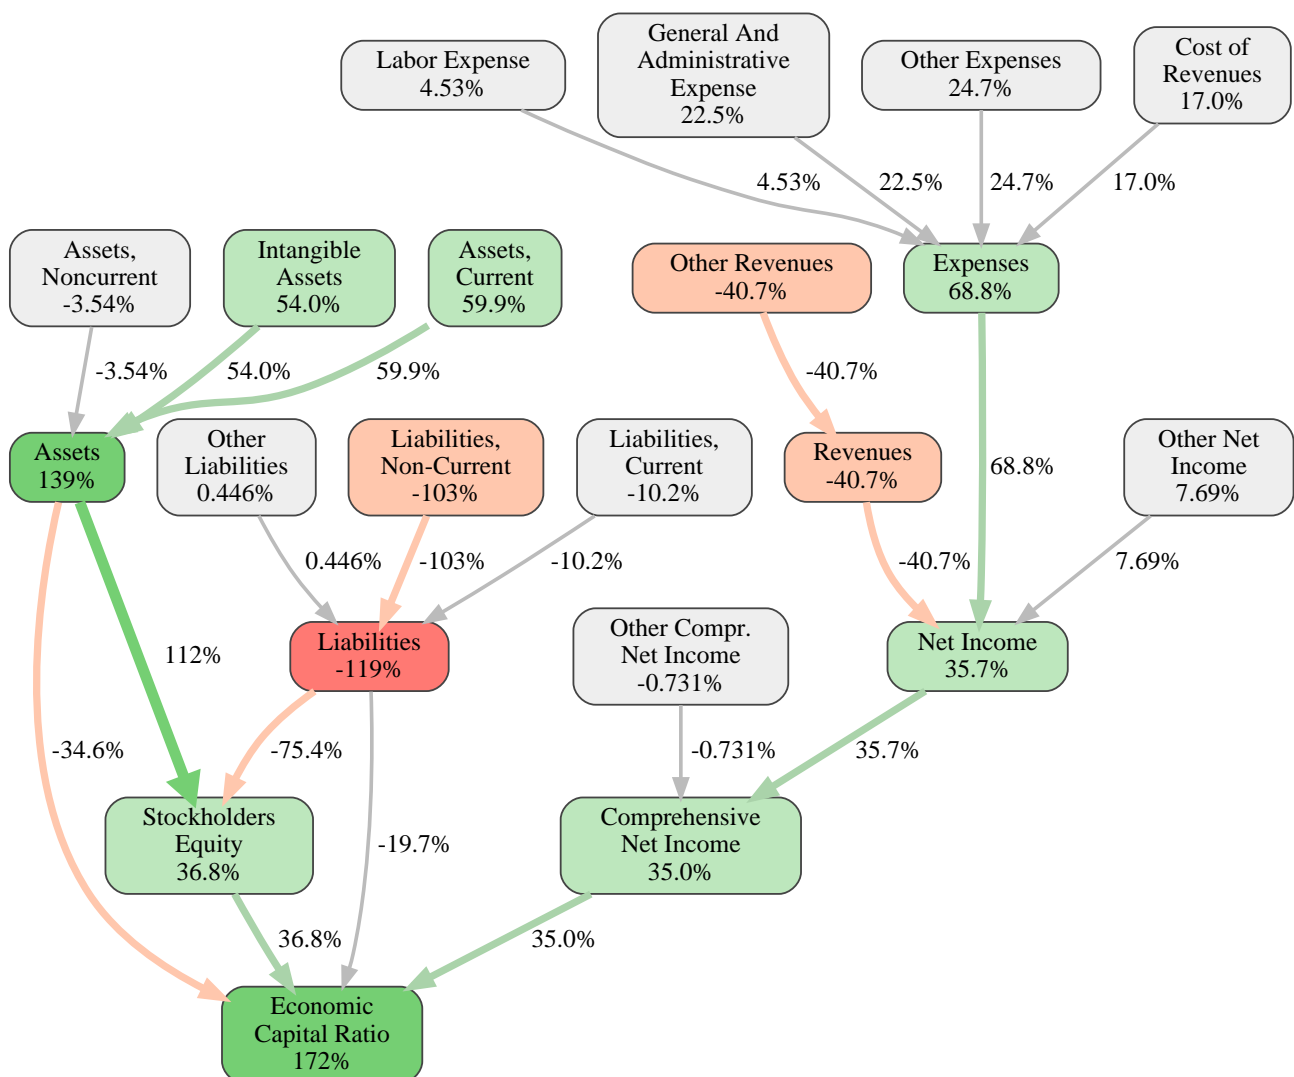 Labor Expense
4.53%
General And
Administrative
Expense
22.5%
Other Expenses
24.7%
Cost of
Revenues
17.0%
4.53%
22.5%
24.7%
17.0%
Assets,
Noncurrent
-3.54%
Intangible
Assets
54.0%
Assets,
Current
59.9%
Other Revenues
-40.7%
Expenses
68.8%
-3.54%
54.0%
59.9%
-40.7%
Assets
139%
Other
Liabilities
0.446%
Liabilities,
Non-Current
-103%
Liabilities,
Current
-10.2%
Revenues
-40.7%
68.8%
Other Net
Income
7.69%
0.446%
-103%
-10.2%
-40.7%
7.69%
112%
Liabilities
-119%
Other Compr.
Net Income
-0.731%
Net Income
35.7%
-34.6%
-75.4%
-0.731%
35.7%
Stockholders
Equity
36.8%
-19.7%
Comprehensive
Net Income
35.0%
36.8%
35.0%
Economic
Capital Ratio
172%